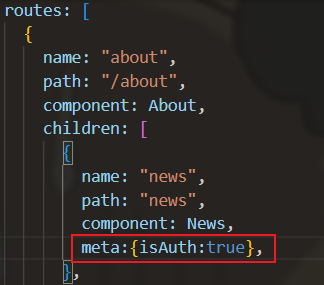 routes: [
{
name: "about",
path: "/about",
component: About,
children: [
{
name: "news",
path: "news",
component: News,
meta:{isAuth:true},
},